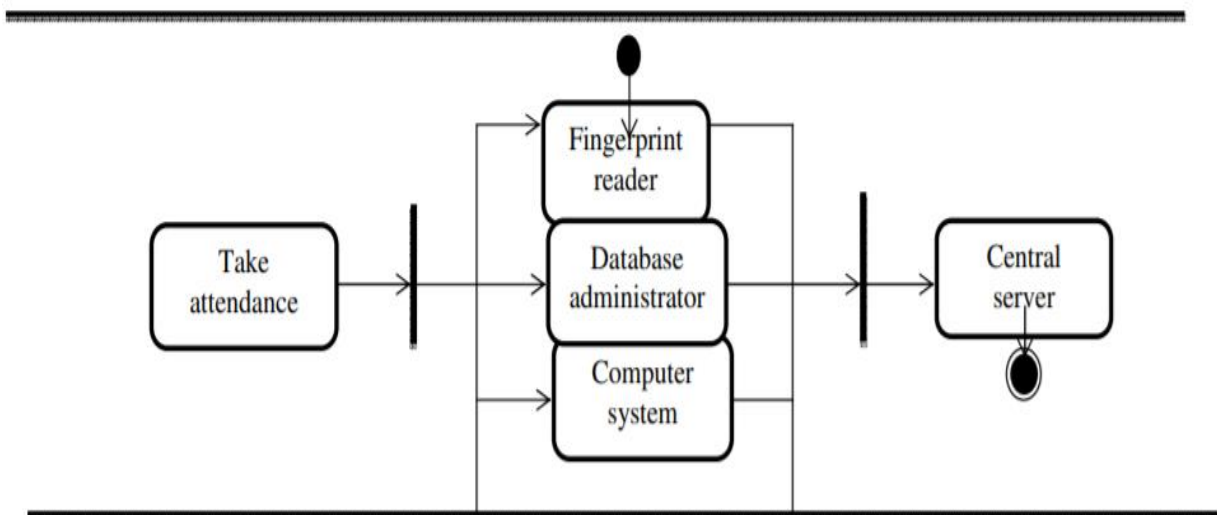 Take
attendance
Fingerprint
reader
Database
administrator
Computer
system
Central
server